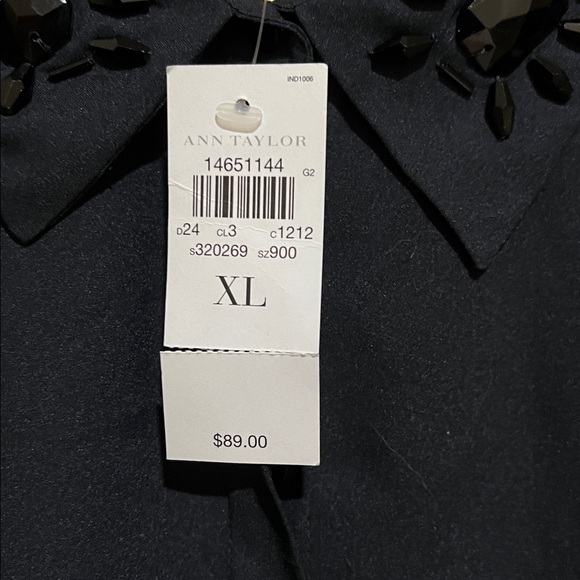 IND1006
ANN TAYLOR
14651144
G2
D24 CL3 C1212
S320269 SZ900
XL
$89.00